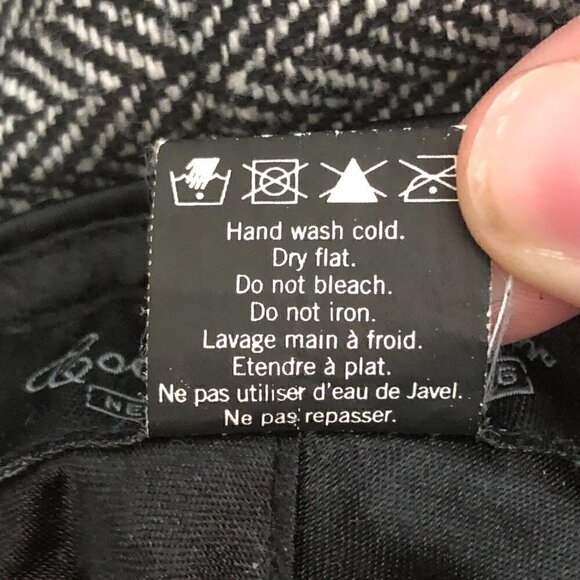 Hand wash cold.
Dry flat.
Do not bleach.
Do not iron.
Lavage main à froid.
Etendre à plat.
Ne pas utiliser d'eau de Javel.
Ne pas repasser.